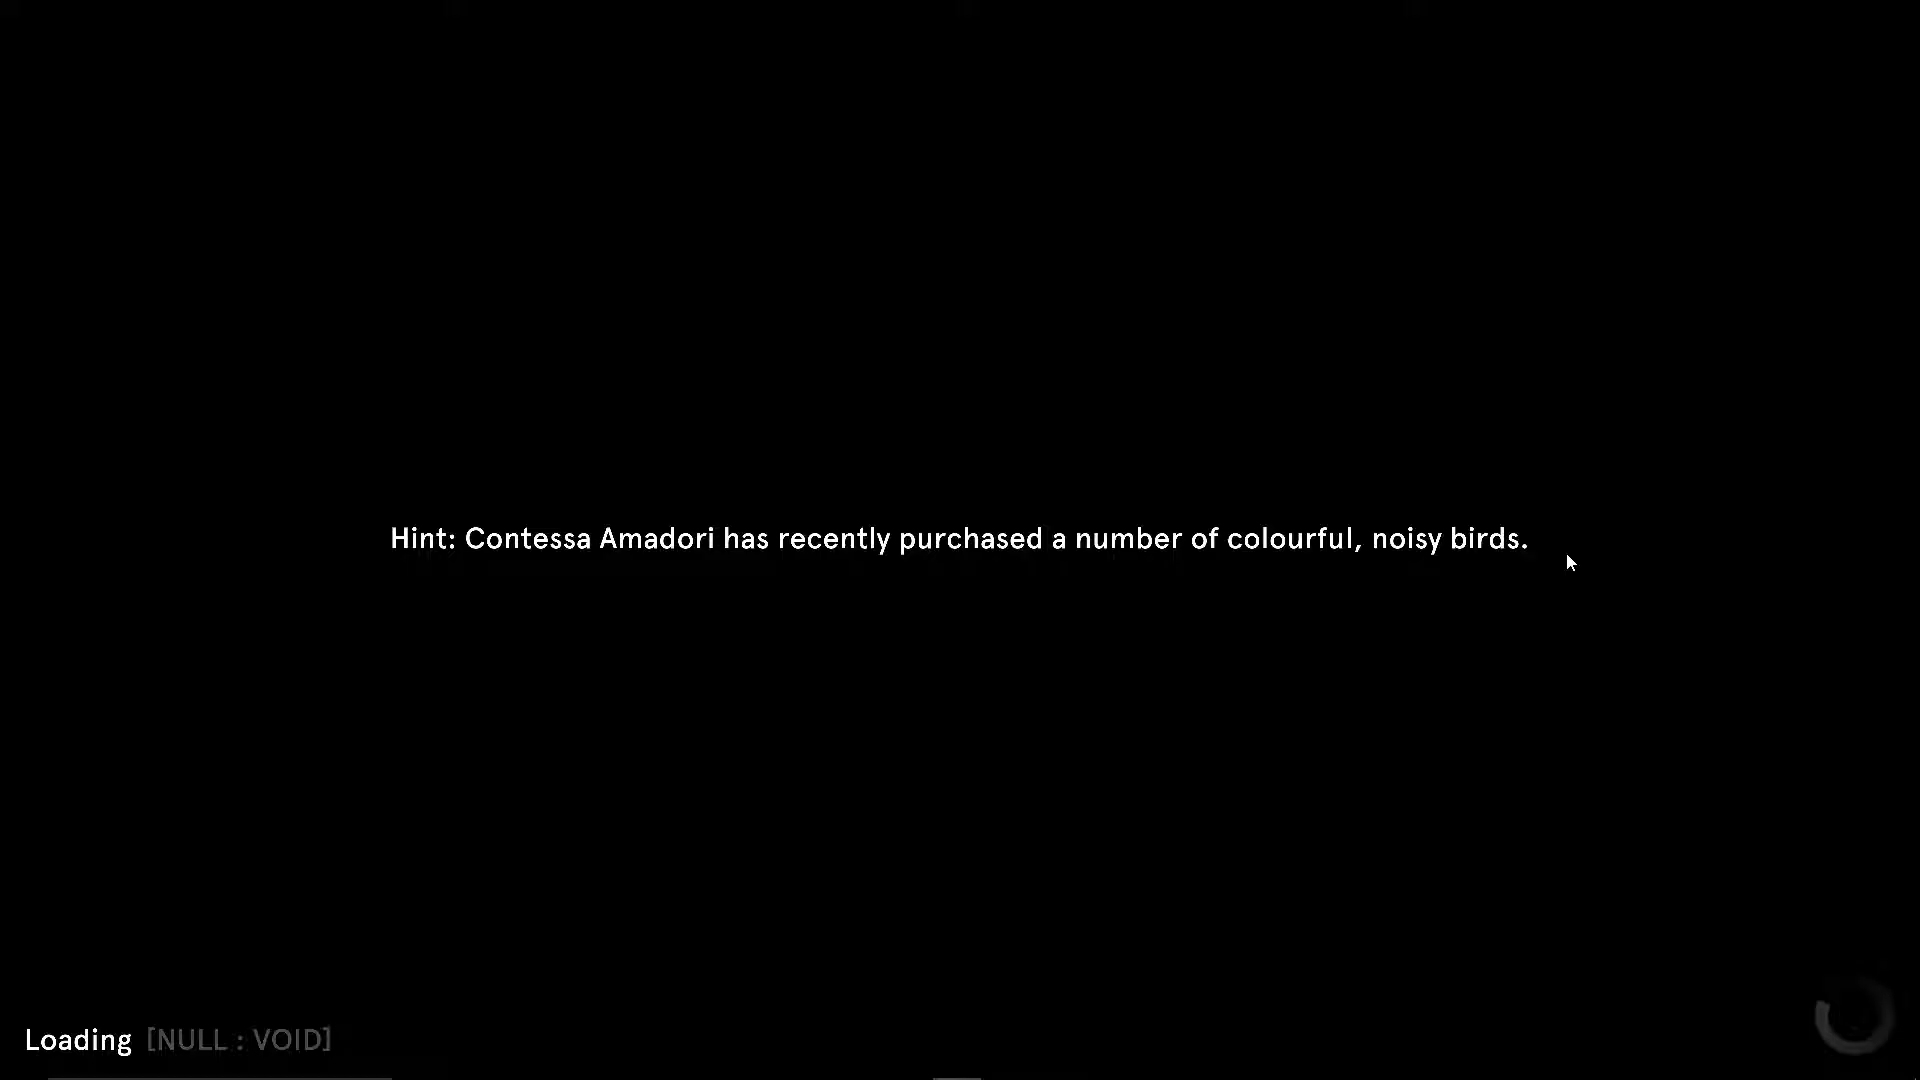 Hint: Contessa Amadori has recently purchased a number of colourful, noisy birds.
Loading [NULL : VOID]